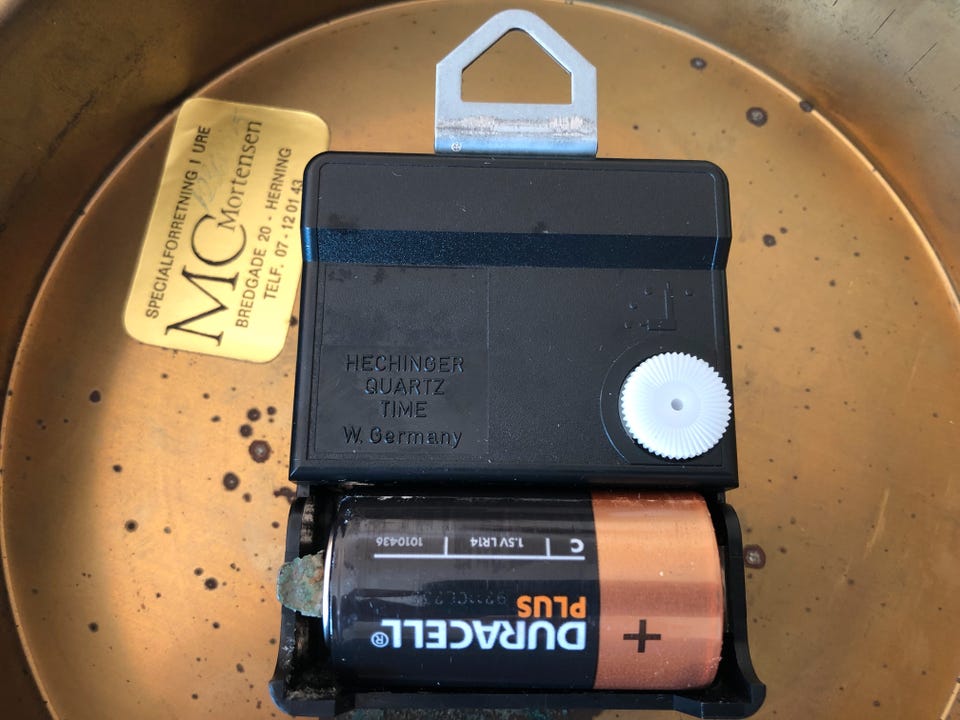 SPECIALFORRETNING I URE
MC Mortensen
BREDGADE 20 - HERNING
TELF. 07 - 12 01 43
HECHINGER
QUARTZ
TIME
W. Germany
DURACELL®
PLUS
C 1.5V LR14 1010436
+